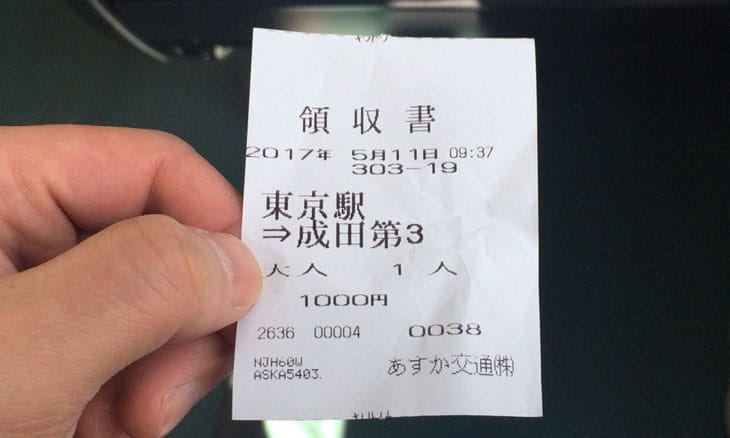 領収書
2017年 5月11日 09:37
303-19
東京駅
⇒成田第3
大人 1人
1000円
2636 00004 0038
NJH60W
ASKA5403.
あすか交通㈱